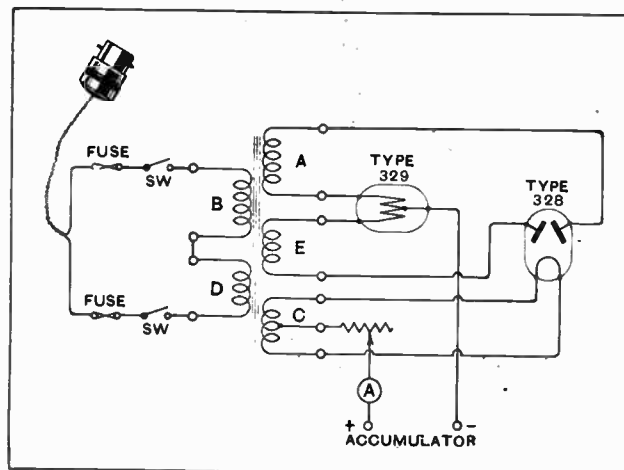 FUSE
SW
B
D
FUSE
SW
A
E
C
TYPE
329
TYPE
328
A
+ -
ACCUMULATOR